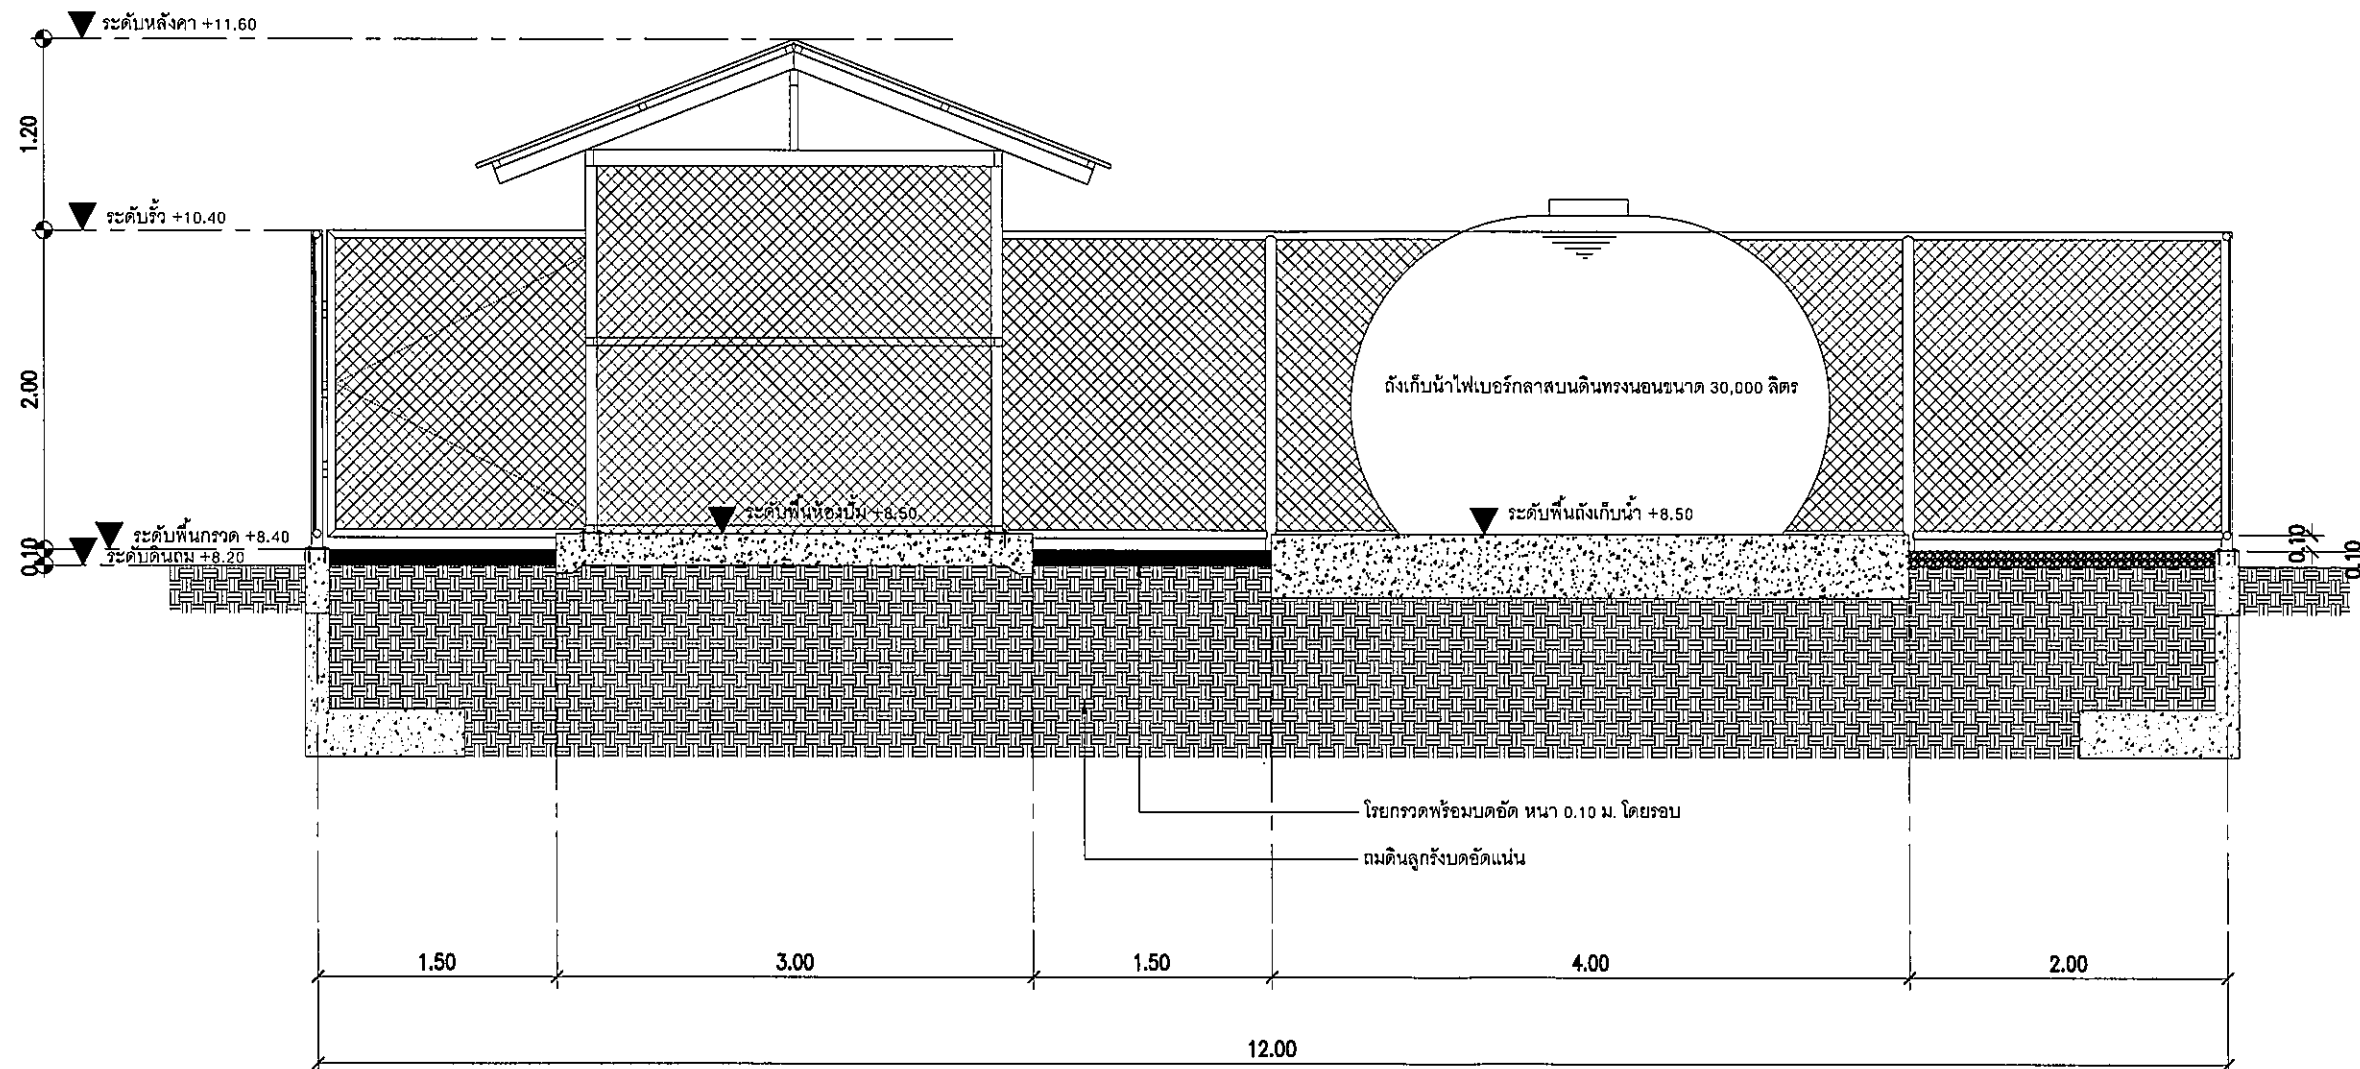 ระดับหลังคา +11.60
1.20
ระดับรั้ว +10.40
2.00
ถังเก็บน้ำไฟเบอร์กลาสบนดินทรงนอนขนาด 30,000 ลิตร
ระดับพื้นห้องปั๊ม +8.50
ระดับพื้นถังเก็บน้ำ +8.50
ระดับพื้นกรวด +8.40
ระดับดินถม +8.20
0.10
0.10
0.10
โรยกรวดพร้อมบดอัด หนา 0.10 ม. โดยรอบ
ถมดินลูกรังบดอัดแน่น
1.50
3.00
1.50
4.00
2.00
12.00